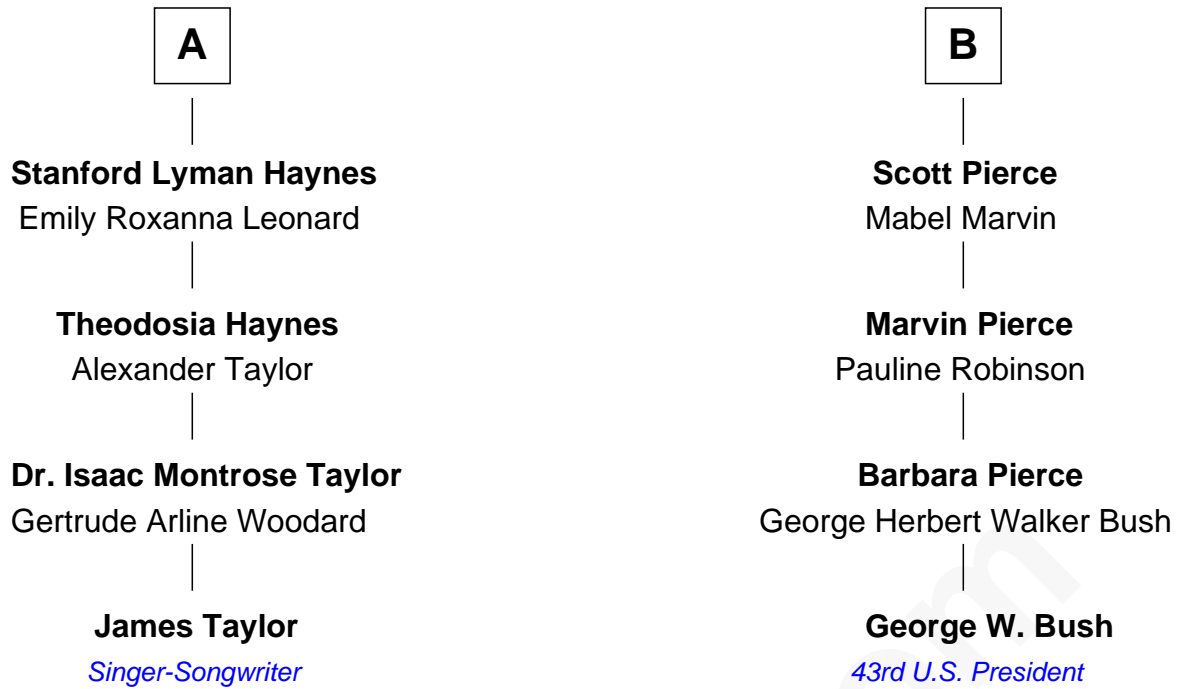 A
Stanford Lyman Haynes
Emily Roxanna Leonard
Theodosia Haynes
Alexander Taylor
Dr. Isaac Montrose Taylor
Gertrude Arline Woodard
James Taylor
Singer-Songwriter
B
Scott Pierce
Mabel Marvin
Marvin Pierce
Pauline Robinson
Barbara Pierce
George Herbert Walker Bush
George W. Bush
43rd U.S. President